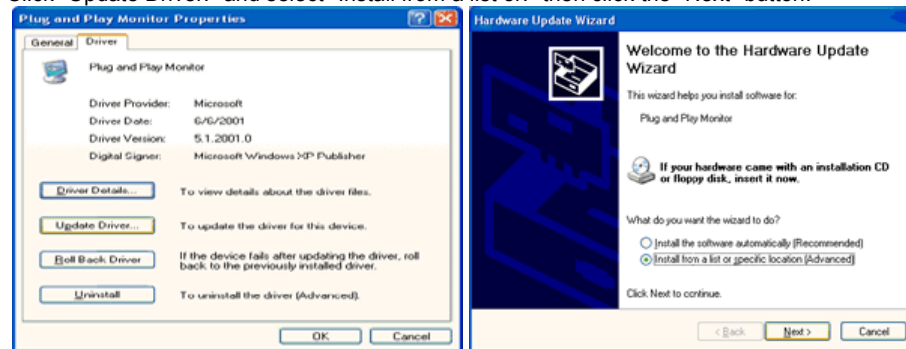 Click "Update Driver" and select "Install from a list or" then click the "Next" button
Plug and Play Monitor Properties
General
Driver
Plug and Play Monitor
Driver Provider: Microsoft
Driver Date: 6/6/2001
Driver Version: 5.1.2001.0
Digital Signer: Microsoft Windows XP Publisher
Driver Details... To view details about the driver files.
Update Driver... To update the driver for this device.
Roll Back Driver If the device fails after updating the driver, roll
back to the previously installed driver.
Uninstall To uninstall the driver (Advanced).
OK Cancel
Hardware Update Wizard
Welcome to the Hardware Update
Wizard
This wizard helps you install software for:
Plug and Play Monitor
If your hardware came with an installation CD
or floppy disk, insert it now.
What do you want the wizard to do?
Install the software automatically (Recommended)
Install from a list or specific location (Advanced)
Click Next to continue.
< Back Next > Cancel